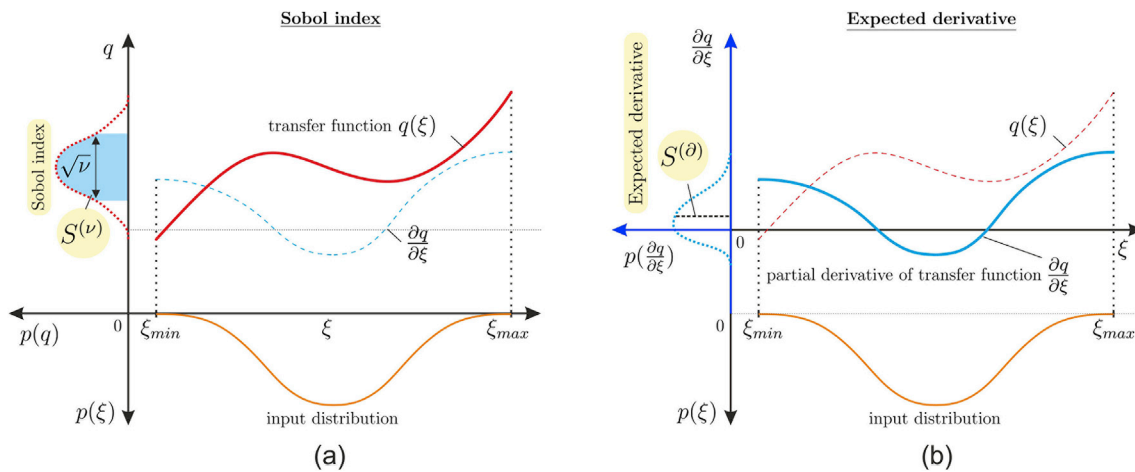 Sobol index
q
transfer function q(ξ)
Sobol index
√ν
S^(ν)
∂q/∂ξ
p(q)
0
ξ_min
ξ
ξ_max
p(ξ)
input distribution
(a)
Expected derivative
∂q/∂ξ
Expected derivative
q(ξ)
S^(∂)
0
p(∂q/∂ξ)
ξ
partial derivative of transfer function ∂q/∂ξ
0
ξ_min
ξ_max
p(ξ)
input distribution
(b)